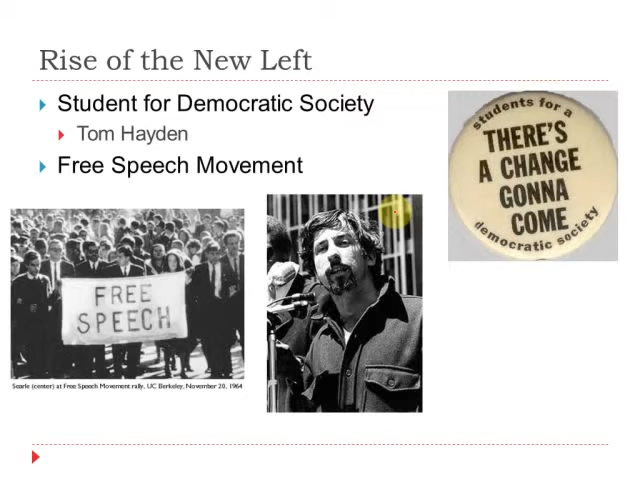 Rise of the New Left
Student for Democratic Society
Tom Hayden
Free Speech Movement
students for a
THERE'S
A CHANGE
GONNA
COME
democratic society
FREE
SPEECH
Searle (center) at Free Speech Movement rally, UC Berkeley, November 20, 1964